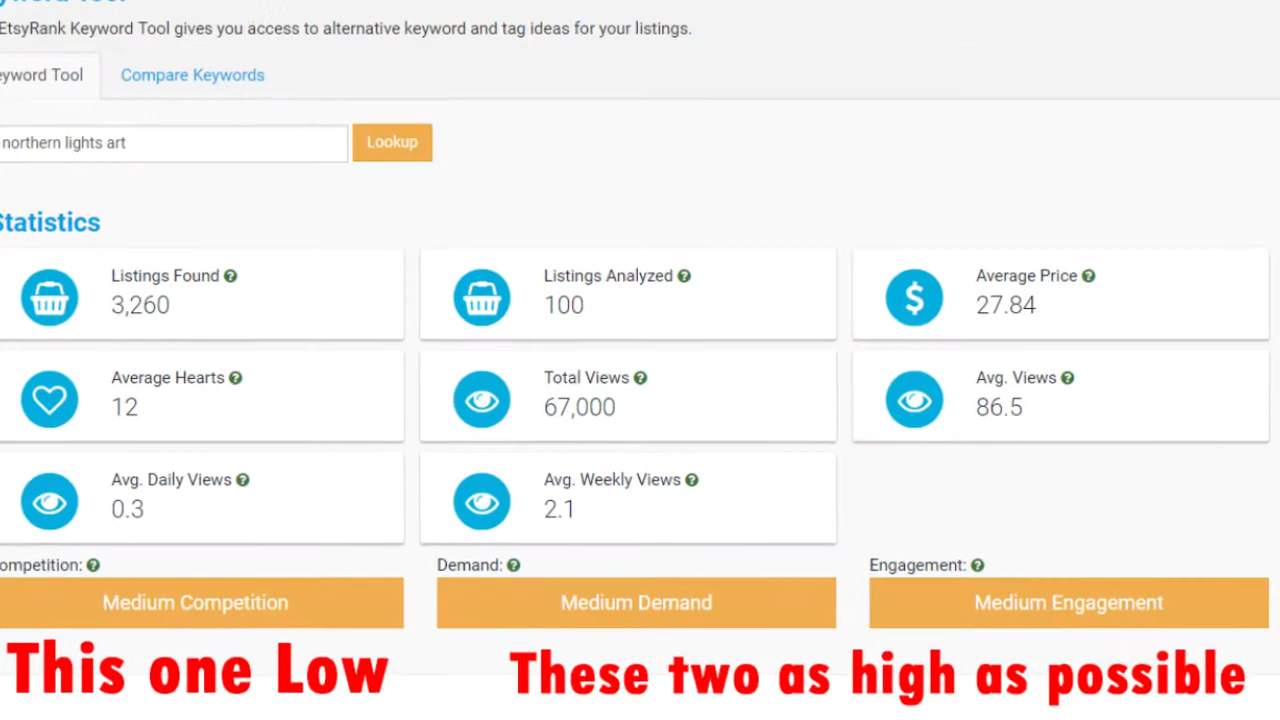 EtsyRank Keyword Tool gives you access to alternative keyword and tag ideas for your listings.
Tool Compare Keywords
northern lights art Lookup
Statistics
Listings Found Listings Analyzed Average Price
3,260 100 27.84
Average Hearts Total Views Avg. Views
12 67,000 86.5
Avg. Daily Views Avg. Weekly Views
0.3 2.1
ompetition: Demand: Engagement:
Medium Competition Medium Demand Medium Engagement
This one Low These two as high as possible